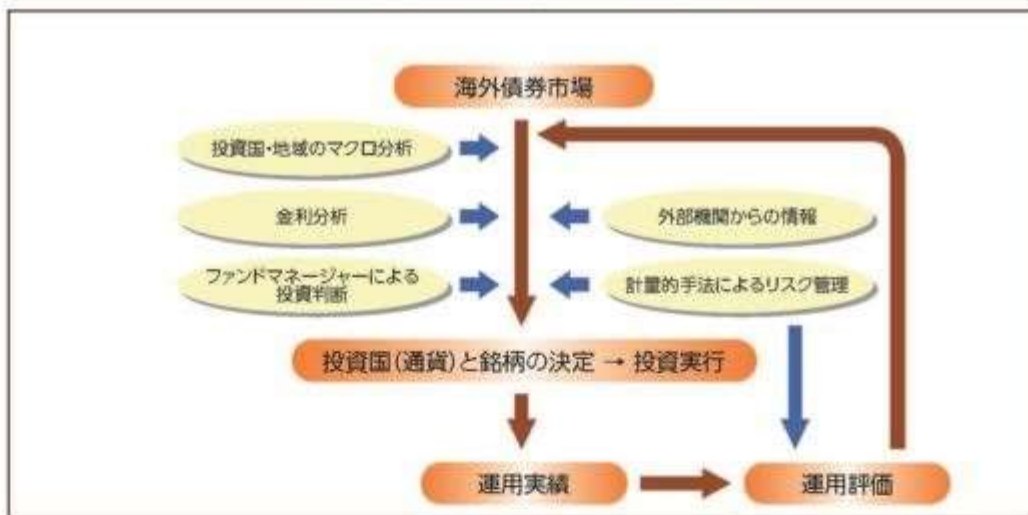 海外債券市場
投資国・地域のマクロ分析
金利分析
外部機関からの情報
ファンドマネージャーによる
投資判断
計量的手法によるリスク管理
投資国(通貨)と銘柄の決定 → 投資実行
運用実績
運用評価